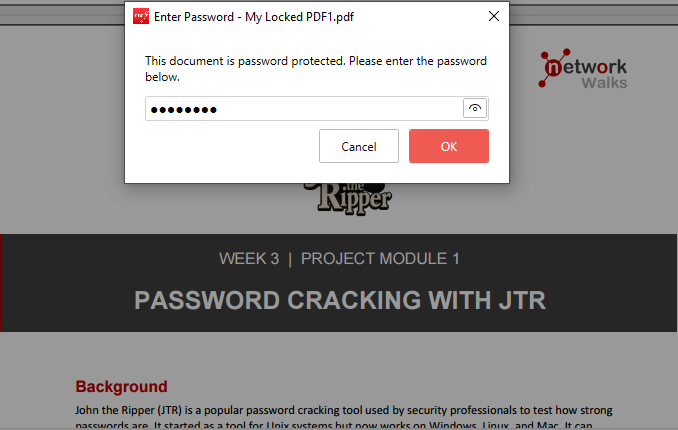 Enter Password - My Locked PDF1.pdf
This document is password protected. Please enter the password
below.
Cancel
OK
network
Walks
the
Ripper
WEEK 3 | PROJECT MODULE 1
PASSWORD CRACKING WITH JTR
Background
John the Ripper (JTR) is a popular password cracking tool used by security professionals to test how strong
passwords are. It started as a tool for Unix systems but now works on Windows, Linux, and Mac. It can